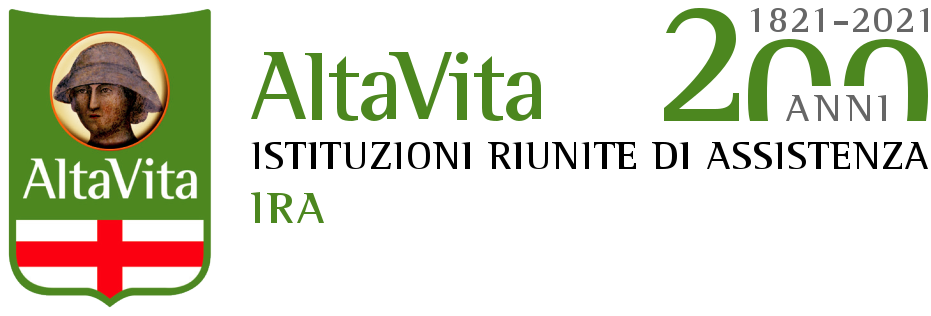 AltaVita
AltaVita
200
1821-2021
ANNI
ISTITUZIONI RIUNITE DI ASSISTENZA
IRA